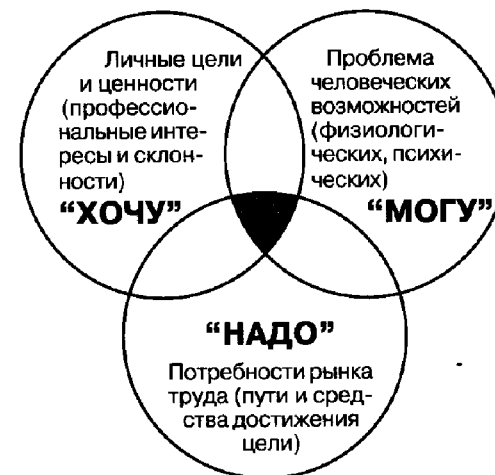 Личные цели
и ценности
(профессио-
нальные инте-
ресы и склон-
ности)
“ХОЧУ”
Проблема
человеческих
возможностей
(физиологи-
ческих, психи-
ческих)
“МОГУ”
“НАДО”
Потребности рынка
труда (пути и сред-
ства достижения
цели)